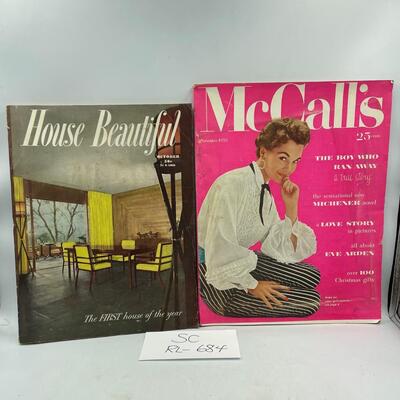 House Beautiful
OCTOBER
The FIRST house of the year
McCall's
25 cents
THE BOY WHO
RAN AWAY
a true story
the sensational new
MICHENER novel
a LOVE STORY
in pictures
all about
EVE ARDEN
over 100
Christmas gifts
SC
RL-684